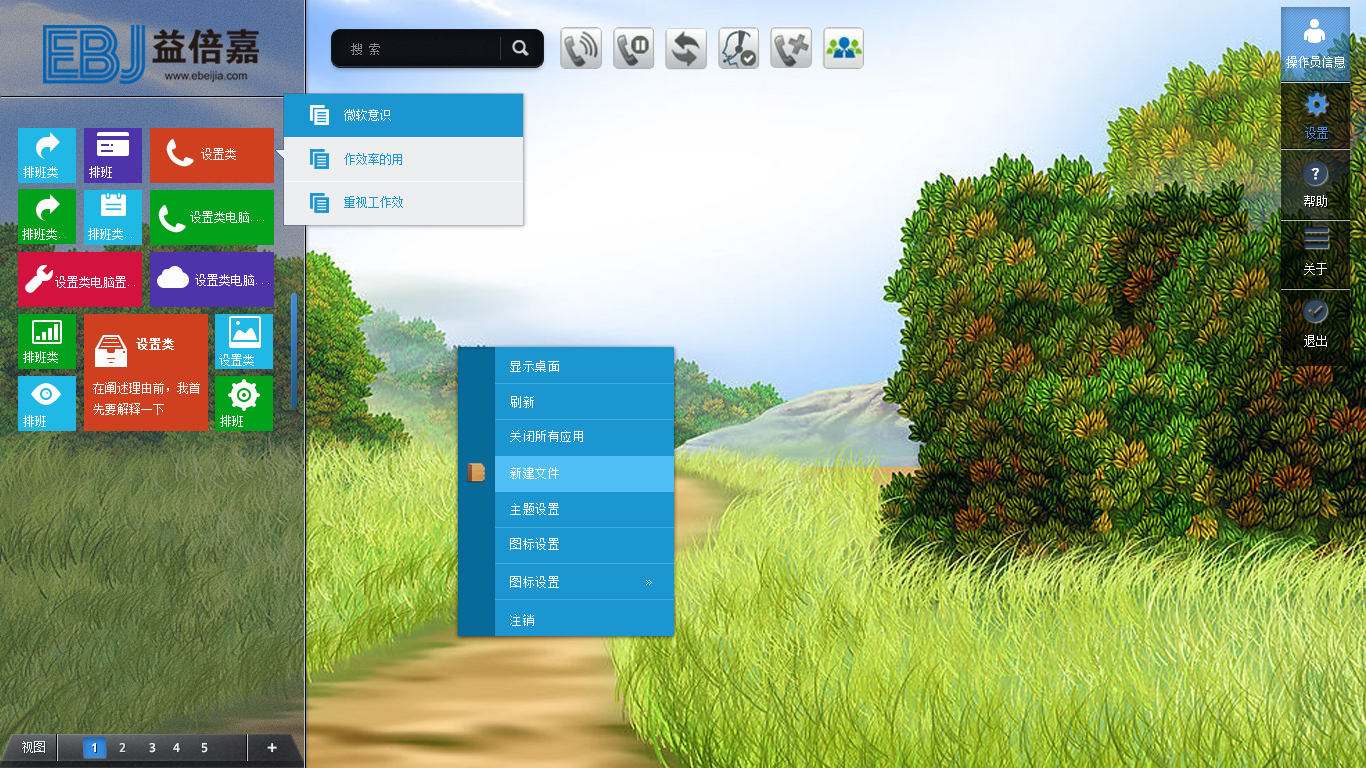 EBJ益倍嘉
www.ebeijia.com
搜 索
操作员信息
设置
帮助
关于
退出
微软意识
作效率的用
重视工作效
排班类
排班
设置类
排班类..
排班类..
设置类电脑...
设置类电脑置..
设置类电脑...
排班类
设置类
在阐述理由前，我首
先要解释一下
设置类
排班
排班
显示桌面
刷新
关闭所有应用
新建文件
主题设置
图标设置
图标设置 »
注销
视图 1 2 3 4 5 +